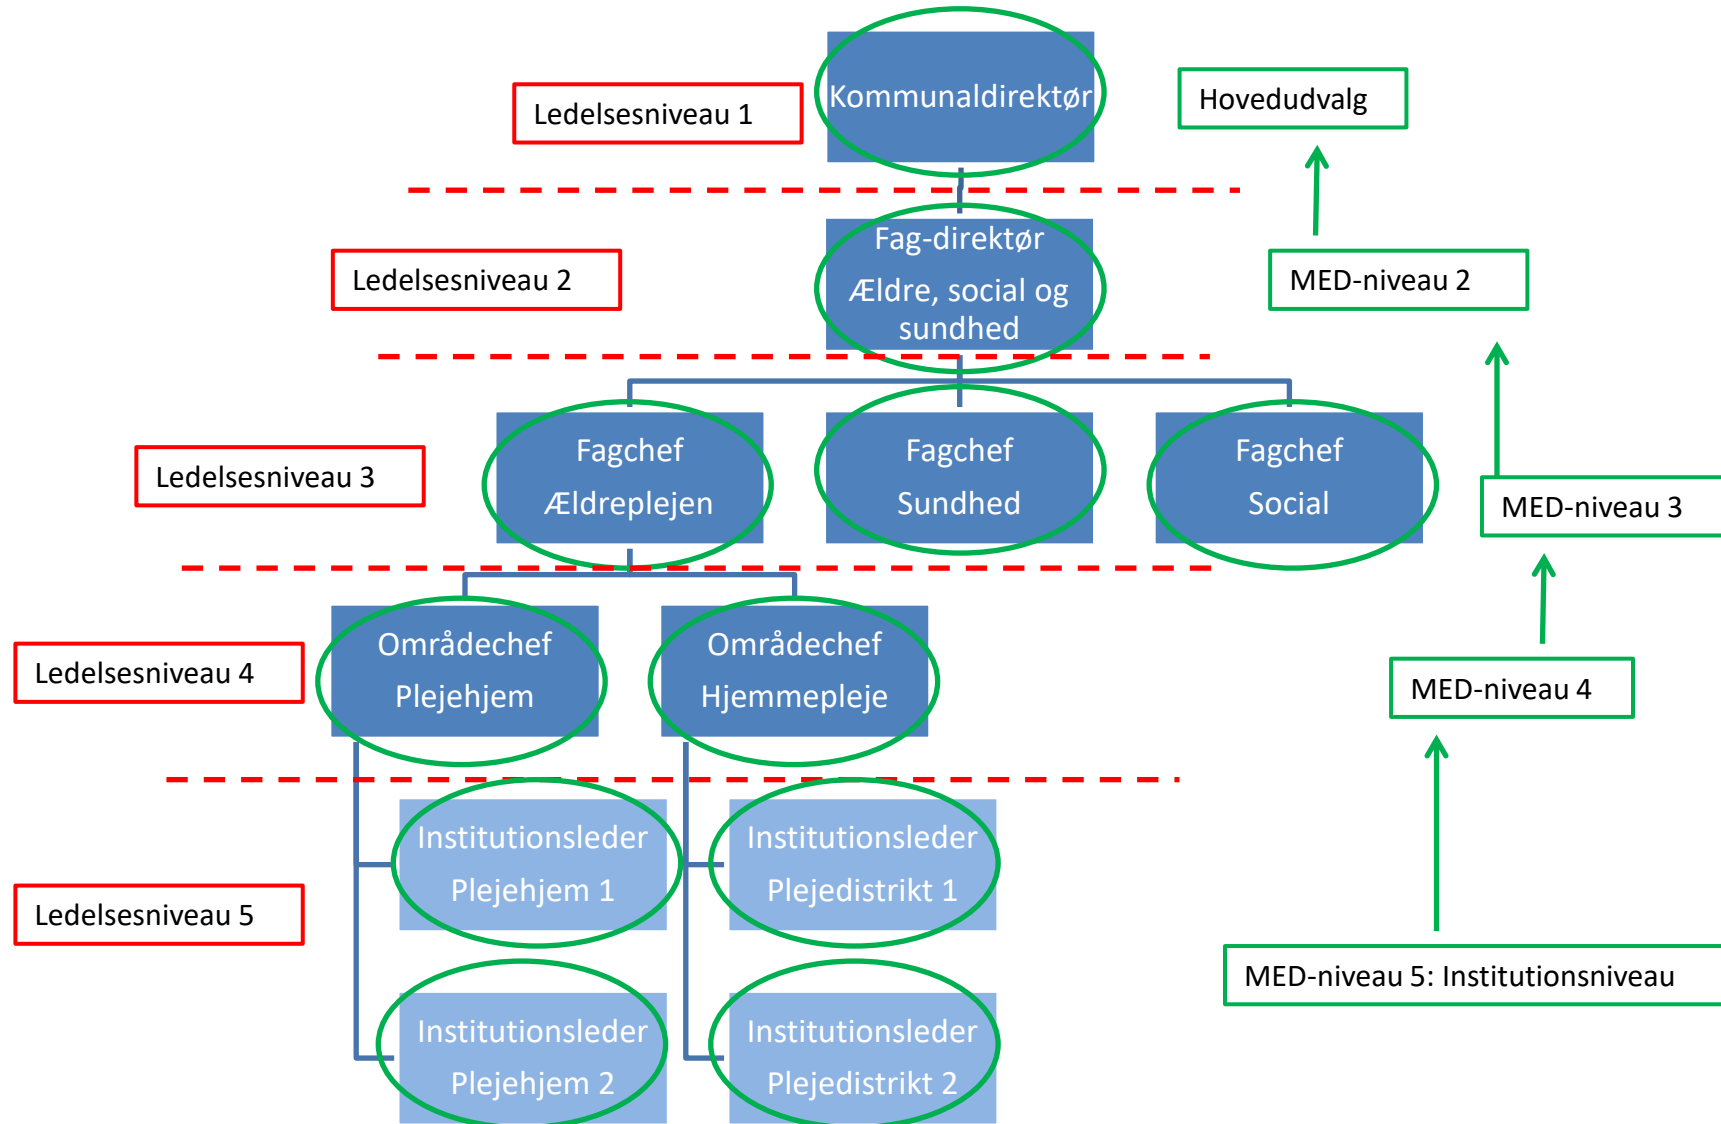 Kommunaldirektør
Ledelsesniveau 1
Hovedudvalg
Fag-direktør
Ældre, social og
sundhed
Ledelsesniveau 2
MED-niveau 2
Fagchef
Ældreplejen
Fagchef
Sundhed
Fagchef
Social
Ledelsesniveau 3
MED-niveau 3
Områdechef
Plejehjem
Områdechef
Hjemmepleje
Ledelsesniveau 4
MED-niveau 4
Institutionsleder
Plejehjem 1
Institutionsleder
Plejedistrikt 1
Ledelsesniveau 5
MED-niveau 5: Institutionsniveau
Institutionsleder
Plejehjem 2
Institutionsleder
Plejedistrikt 2